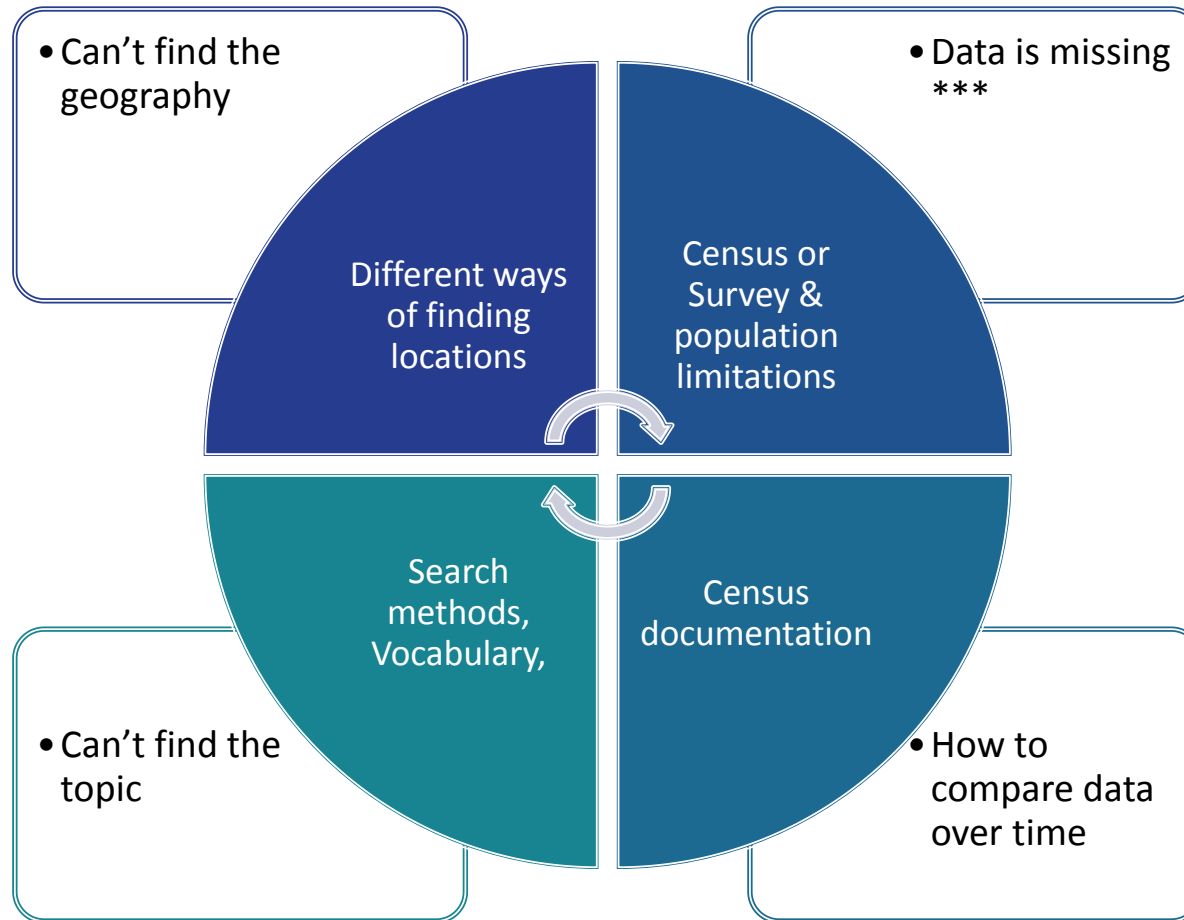 • Can’t find the
geography
• Data is missing
***
Different ways
of finding
locations
Census or
Survey &
population
limitations
Search
methods,
Vocabulary,
Census
documentation
• Can’t find the
topic
• How to
compare data
over time